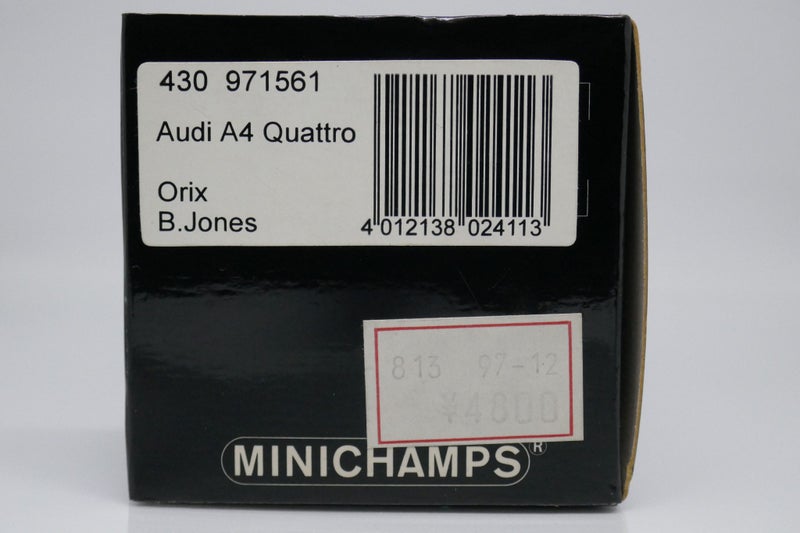 430 971561
Audi A4 Quattro
Orix
B.Jones
4 012138 024113
813 97-12
¥4800
MINICHAMPS®